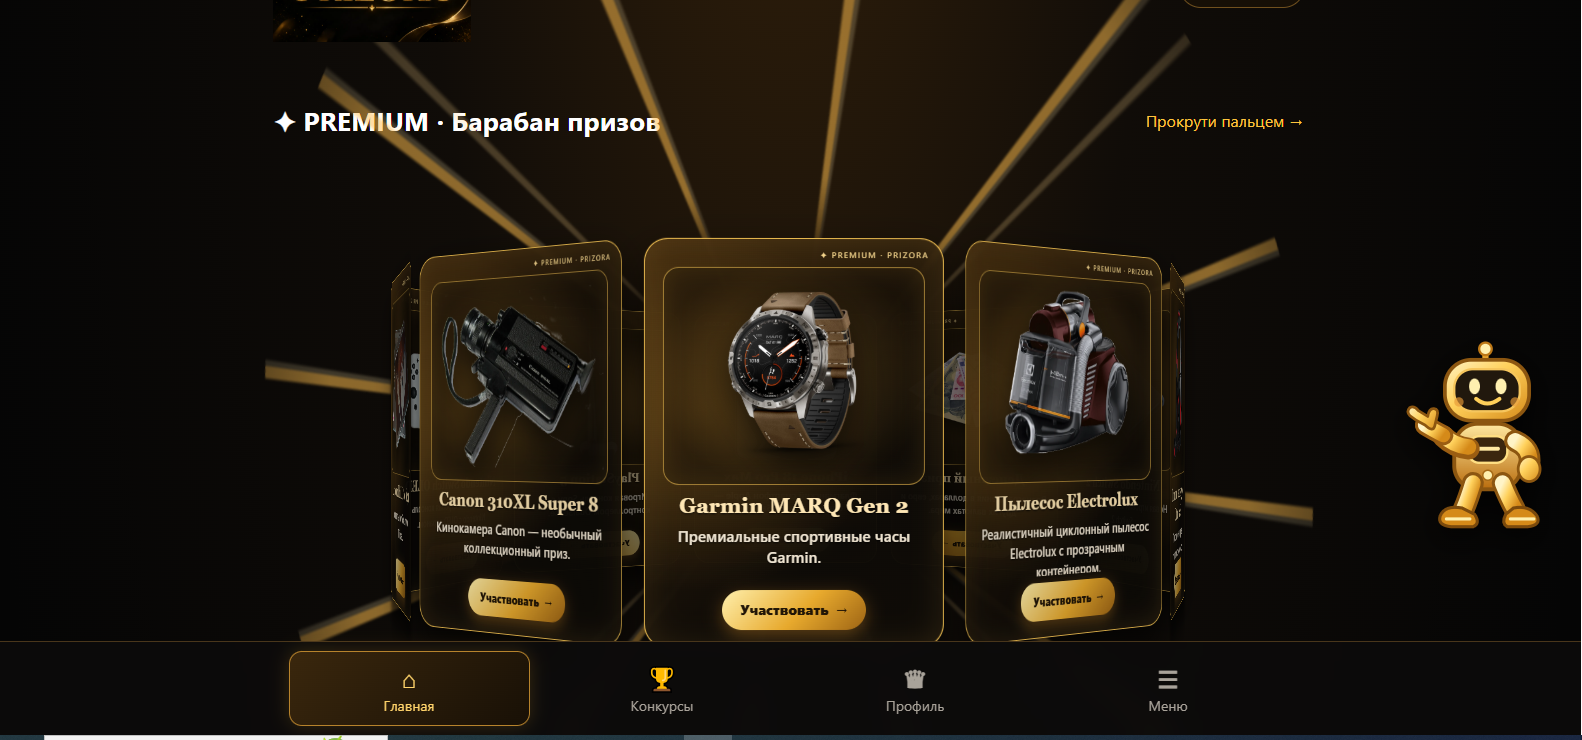 ✦ PREMIUM · Барабан призов
Прокрути пальцем →
✦ PREMIUM · PRIZORA
Canon 310XL Super 8
Кинокамера Canon — необычный
коллекционный приз.
Участвовать →
✦ PREMIUM · PRIZORA
Garmin MARQ Gen 2
Премиальные спортивные часы
Garmin.
Участвовать →
✦ PREMIUM · PRIZORA
Пылесос Electrolux
Реалистичный циклонный пылесос
Electrolux с прозрачным
контейнером.
Участвовать →
Главная
Конкурсы
Профиль
Меню